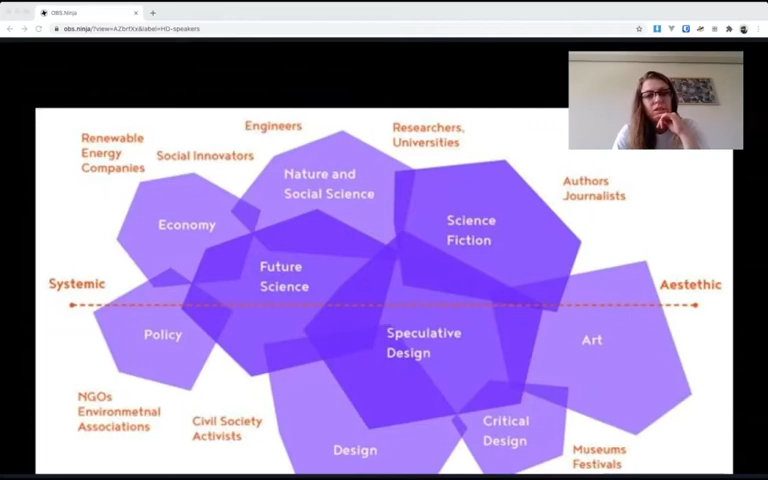 OBS.Ninja
obs.ninja/?view=AZbrfXx&label=HD-speakers
Engineers
Researchers,
Universities
Renewable
Energy
Companies
Social Innovators
Nature and
Social Science
Authors
Journalists
Economy
Science
Fiction
Future
Science
Systemic
Aestethic
Policy
Speculative
Design
Art
NGOs
Environmetnal
Associations
Civil Society
Activists
Design
Critical
Design
Museums
Festivals